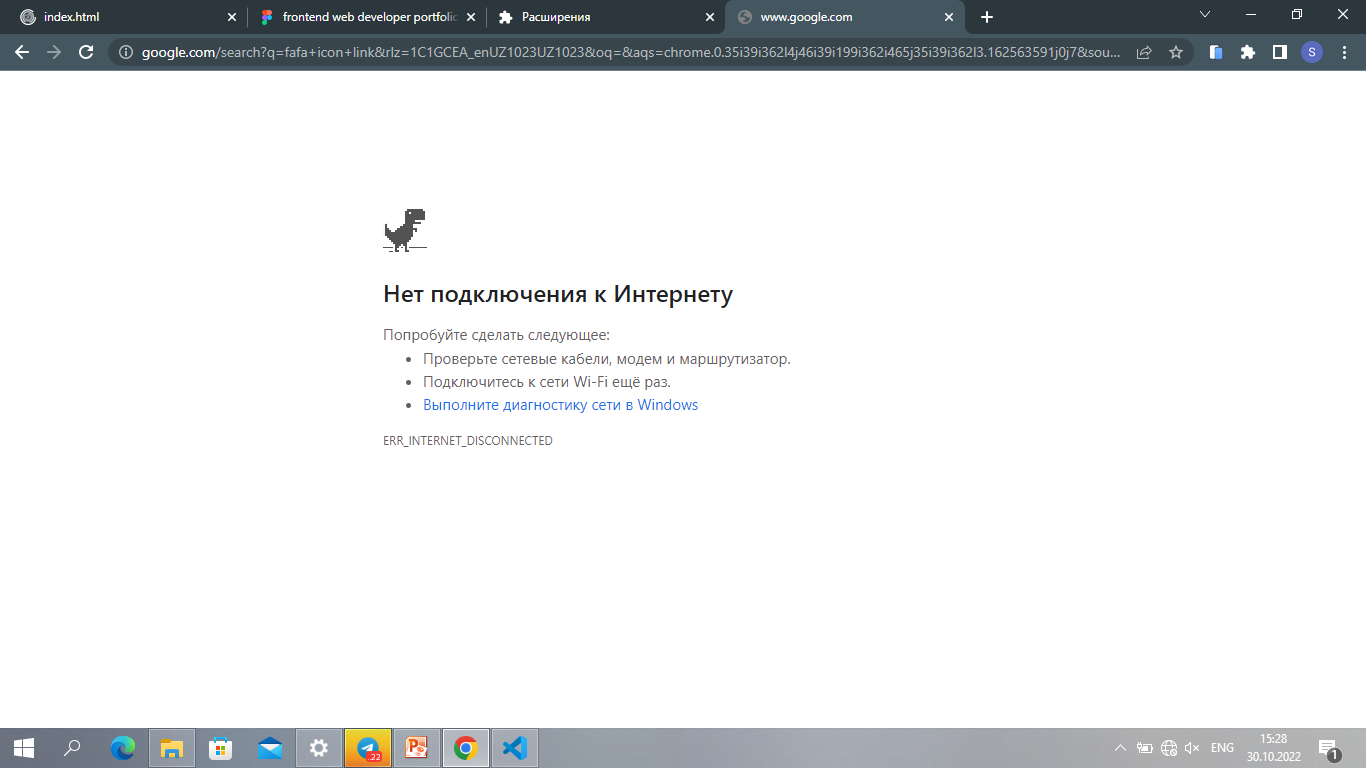 index.html
frontend web developer portfolio
Расширения
www.google.com
google.com/search?q=fafa+icon+link&rlz=1C1GCEA_enUZ1023UZ1023&oq=&aqs=chrome.0.35i39i362l4j46i39i199i362i465j35i39i362l3.162563591j0j7&sou...
S
Нет подключения к Интернету
Попробуйте сделать следующее:
Проверьте сетевые кабели, модем и маршрутизатор.
Подключитесь к сети Wi-Fi ещё раз.
Выполните диагностику сети в Windows
ERR_INTERNET_DISCONNECTED
..22
ENG
15:28
30.10.2022
1